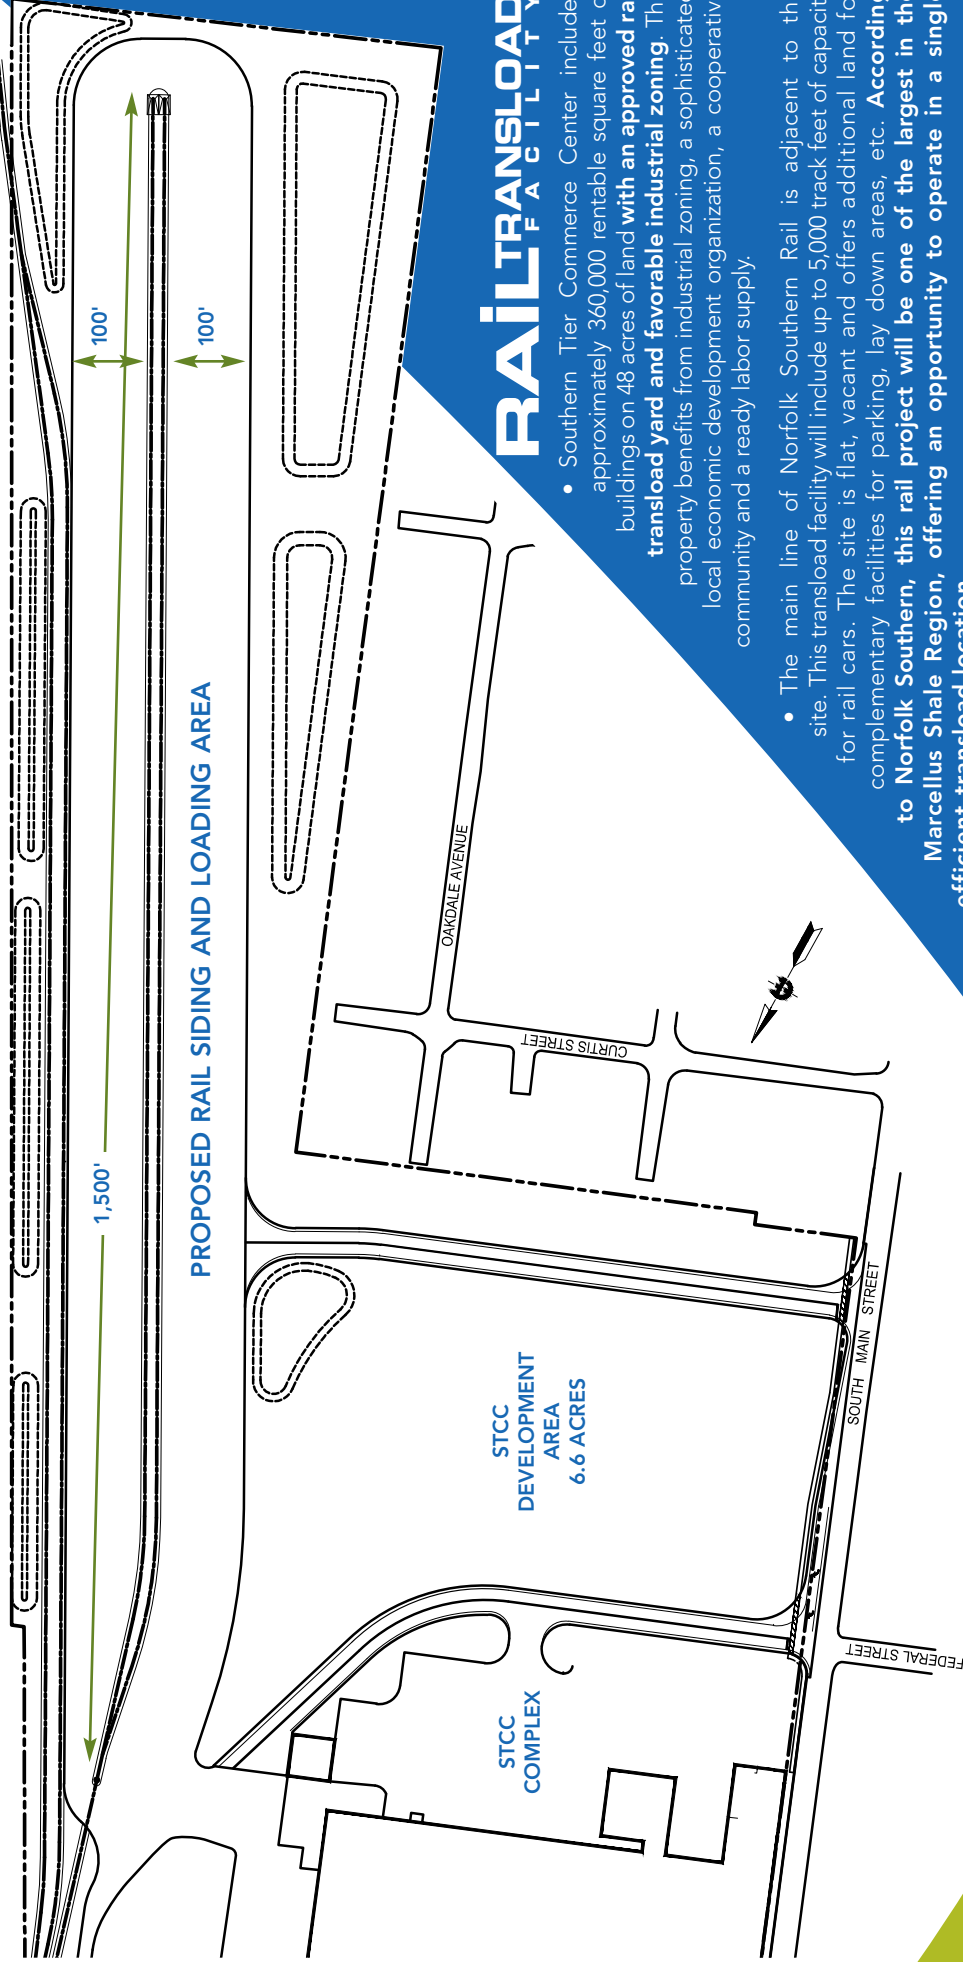 RAiLTRANSLOAD
FACILITY
• Southern Tier Commerce Center include
approximately 360,000 rentable square feet o
buildings on 48 acres of land with an approved ra
transload yard and favorable industrial zoning. Th
property benefits from industrial zoning, a sophisticated
local economic development organization, a cooperativ
community and a ready labor supply.
• The main line of Norfolk Southern Rail is adjacent to th
site. This transload facility will include up to 5,000 track feet of capacit
for rail cars. The site is flat, vacant and offers additional land fo
complementary facilities for parking, lay down areas, etc. According
to Norfolk Southern, this rail project will be one of the largest in the
Marcellus Shale Region, offering an opportunity to operate in a single
efficient transload location
1,500'
100'
100'
PROPOSED RAIL SIDING AND LOADING AREA
OAKDALE AVENUE
CURTIS STREET
STCC
DEVELOPMENT
AREA
6.6 ACRES
STCC
COMPLEX
SOUTH MAIN STREET
FEDERAL STREET